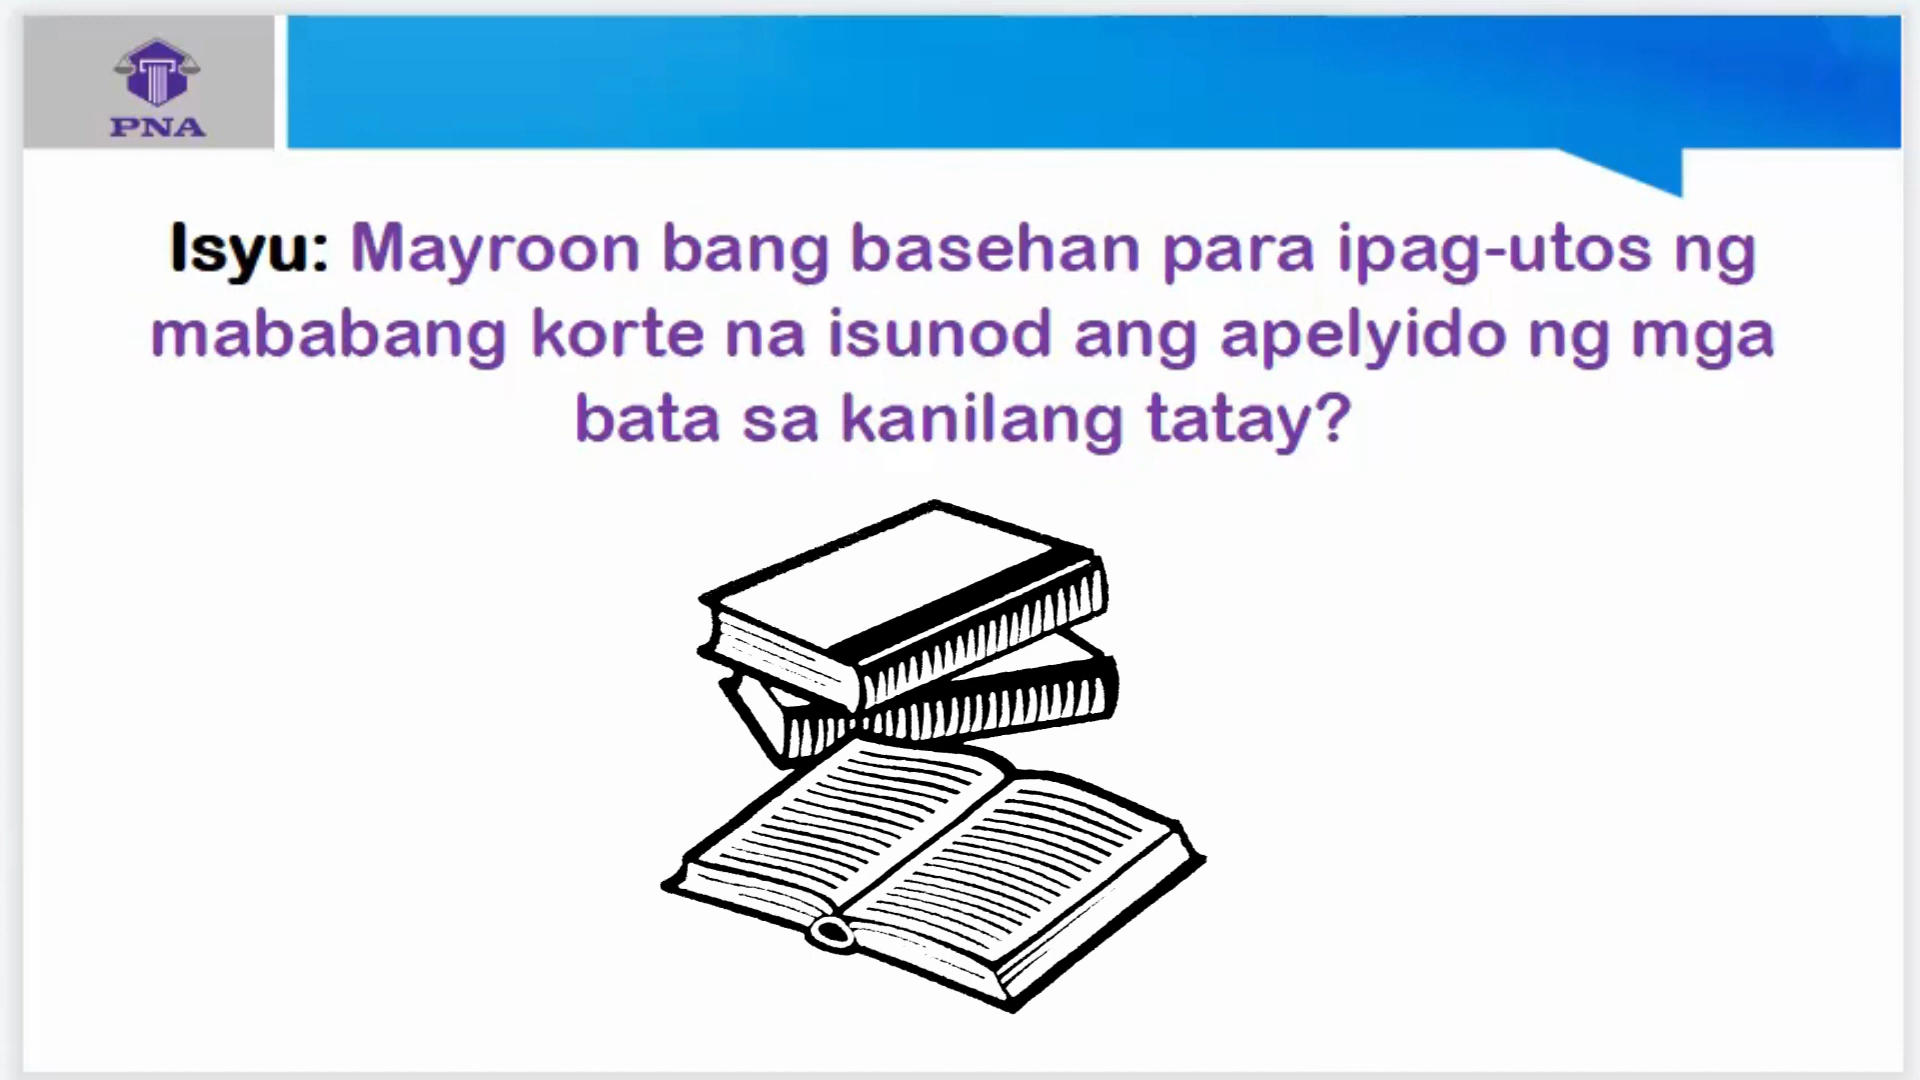 PNA
Isyu: Mayroon bang basehan para ipag-utos ng
mababang korte na isunod ang apelyido ng mga
bata sa kanilang tatay?